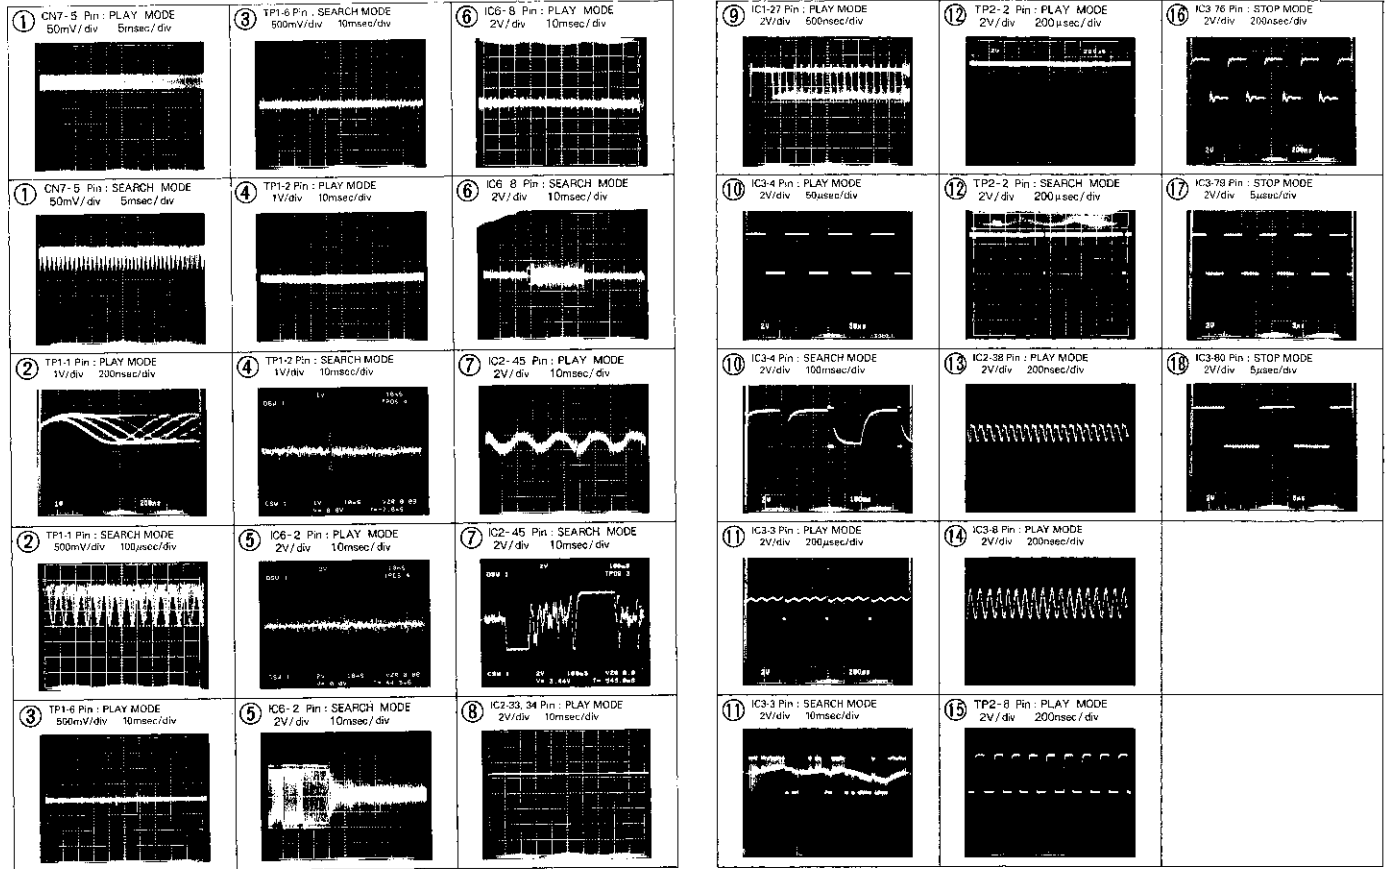 ① CN7-5 Pin : PLAY MODE
50mV/div 5msec/div
① CN7-5 Pin : SEARCH MODE
50mV/div 5msec/div
② TP1-1 Pin : PLAY MODE
1V/div 200nsec/div
② TP1-1 Pin : SEARCH MODE
500mV/div 100µsec/div
③ TP1-6 Pin : PLAY MODE
500mV/div 10msec/div
③ TP1-6 Pin : SEARCH MODE
500mV/div 10msec/div
④ TP1-2 Pin : PLAY MODE
1V/div 10msec/div
④ TP1-2 Pin : SEARCH MODE
1V/div 10msec/div
⑤ IC6-2 Pin : PLAY MODE
2V/div 10msec/div
⑤ IC6-2 Pin : SEARCH MODE
2V/div 10msec/div
⑥ IC6-8 Pin : PLAY MODE
2V/div 10msec/div
⑥ IC6 8 Pin : SEARCH MODE
2V/div 10msec/div
⑦ IC2-45 Pin : PLAY MODE
2V/div 10msec/div
⑦ IC2-45 Pin : SEARCH MODE
2V/div 10msec/div
⑧ IC2-33, 34 Pin : PLAY MODE
2V/div 10msec/div
⑨ IC1-27 Pin : PLAY MODE
2V/div 500nsec/div
⑩ IC3-4 Pin : PLAY MODE
2V/div 50µsec/div
⑩ IC3-4 Pin : SEARCH MODE
2V/div 100msec/div
⑪ IC3-3 Pin : PLAY MODE
2V/div 200µsec/div
⑪ IC3-3 Pin : SEARCH MODE
2V/div 10msec/div
⑫ TP2-2 Pin : PLAY MODE
2V/div 200µsec/div
⑫ TP2-2 Pin : SEARCH MODE
2V/div 200µsec/div
⑬ IC2-38 Pin : PLAY MODE
2V/div 200nsec/div
⑭ IC3-8 Pin : PLAY MODE
2V/div 200nsec/div
⑮ TP2-8 Pin : PLAY MODE
2V/div 200nsec/div
⑯ IC3 76 Pin : STOP MODE
2V/div 200nsec/div
⑰ IC3-79 Pin : STOP MODE
2V/div 5µsec/div
⑱ IC3-80 Pin : STOP MODE
2V/div 5µsec/div